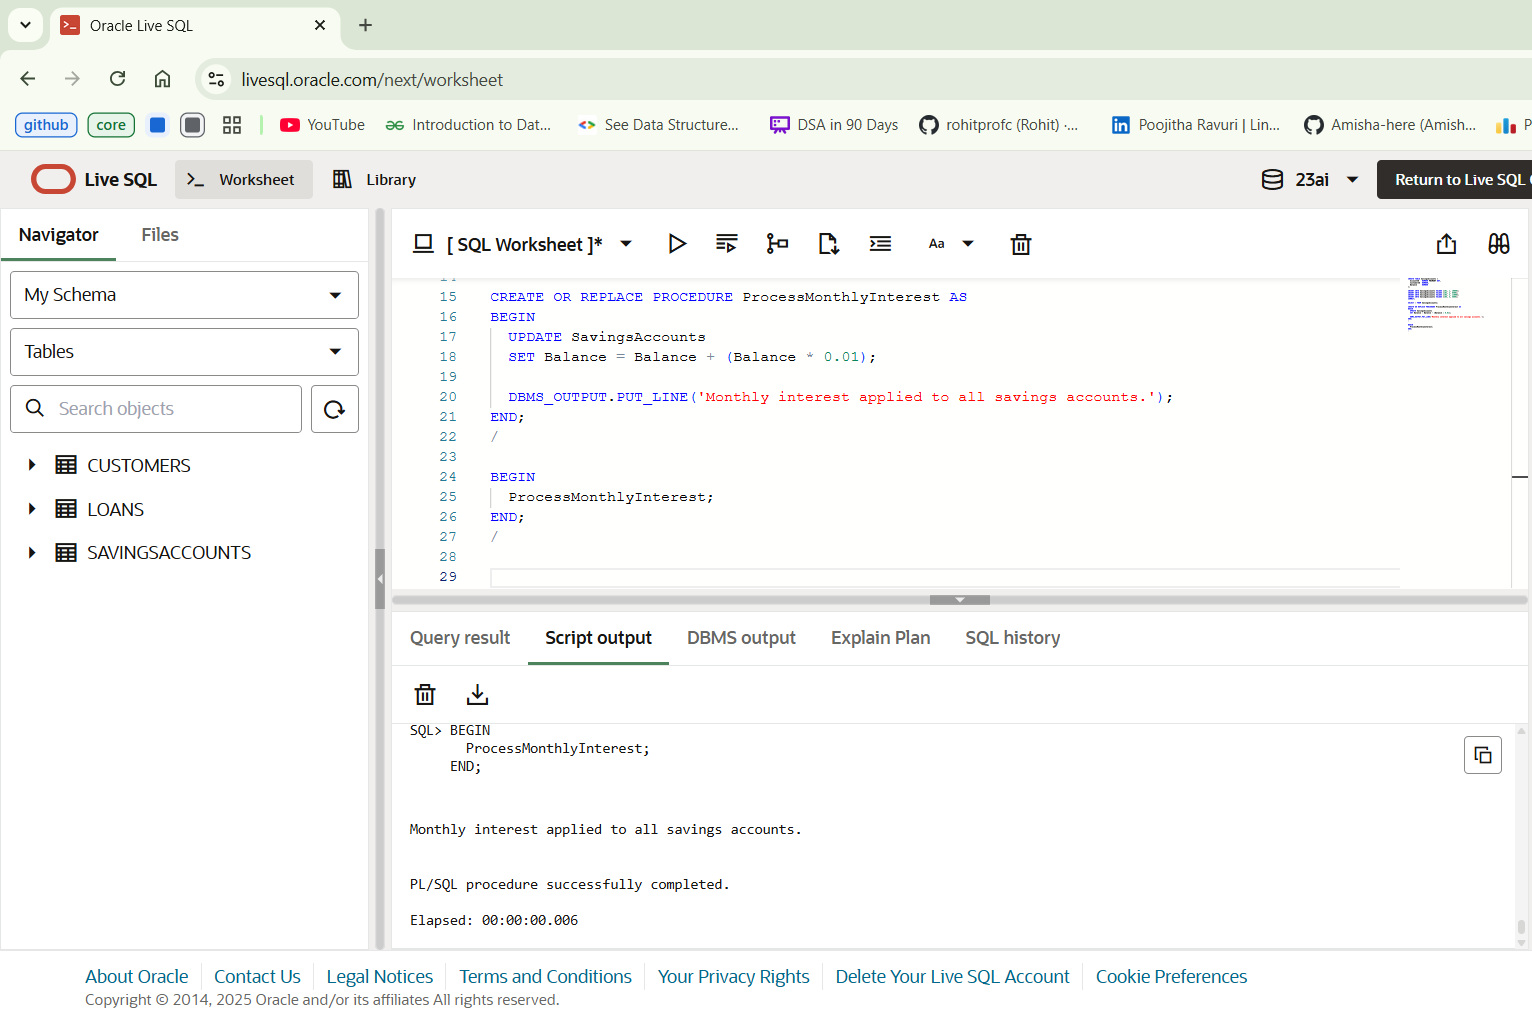 Oracle Live SQL
livesql.oracle.com/next/worksheet
github core YouTube Introduction to Dat... See Data Structure... DSA in 90 Days rohitprofc (Rohit) ·... Poojitha Ravuri | Lin... Amisha-here (Amish... P
Live SQL Worksheet Library 23ai Return to Live SQL
Navigator Files
My Schema
Tables
Search objects
CUSTOMERS
LOANS
SAVINGSACCOUNTS
[ SQL Worksheet ]* Aa
15 CREATE OR REPLACE PROCEDURE ProcessMonthlyInterest AS
16 BEGIN
17 UPDATE SavingsAccounts
18 SET Balance = Balance + (Balance * 0.01);
19
20 DBMS_OUTPUT.PUT_LINE('Monthly interest applied to all savings accounts.');
21 END;
22 /
23
24 BEGIN
25 ProcessMonthlyInterest;
26 END;
27 /
28
29
Query result Script output DBMS output Explain Plan SQL history
SQL> BEGIN
ProcessMonthlyInterest;
END;
Monthly interest applied to all savings accounts.
PL/SQL procedure successfully completed.
Elapsed: 00:00:00.006
About Oracle Contact Us Legal Notices Terms and Conditions Your Privacy Rights Delete Your Live SQL Account Cookie Preferences
Copyright © 2014, 2025 Oracle and/or its affiliates All rights reserved.